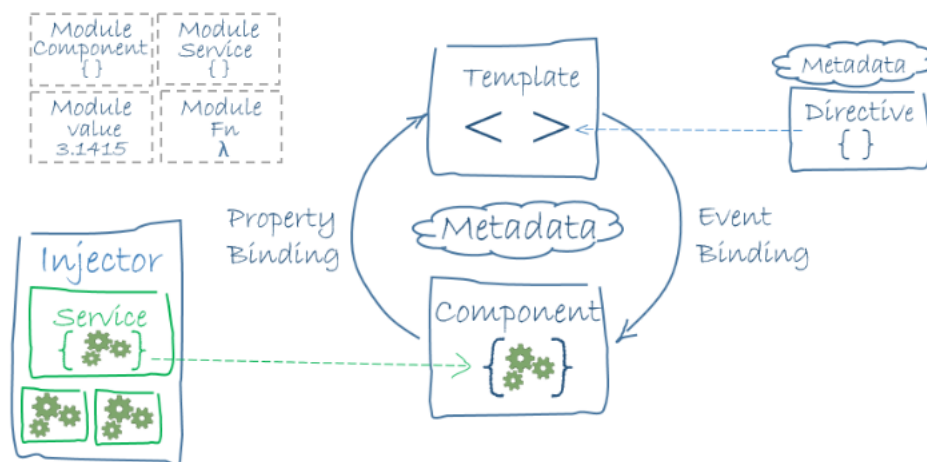 Module
Component
{ }
Module
Service
{ }
Module
value
3.1415
Module
Fn
λ
Template
< >
Metadata
Directive
{ }
Property
Binding
Metadata
Event
Binding
Injector
Service
{ }
Component
{ }